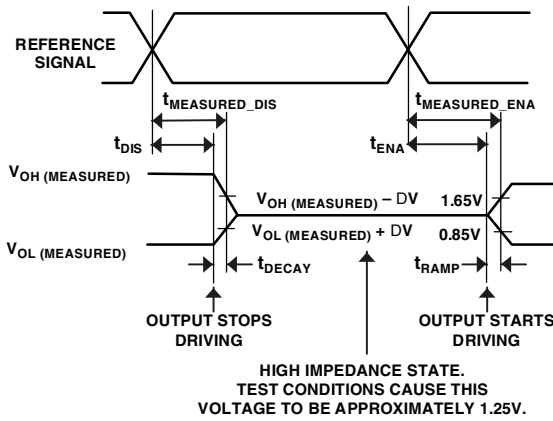 REFERENCE
SIGNAL
tMEASURED_DIS
tMEASURED_ENA
tDIS
tENA
VOH (MEASURED)
VOH (MEASURED) – DV
1.65V
VOL (MEASURED) + DV
0.85V
VOL (MEASURED)
tDECAY
tRAMP
OUTPUT STOPS
DRIVING
OUTPUT STARTS
DRIVING
HIGH IMPEDANCE STATE.
TEST CONDITIONS CAUSE THIS
VOLTAGE TO BE APPROXIMATELY 1.25V.